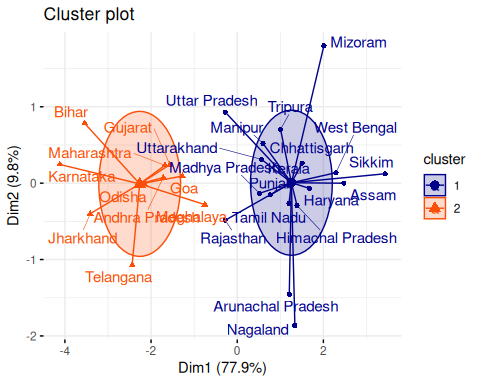 Cluster plot
Mizoram
Uttar Pradesh
Bihar
Tripura
Gujarat
Manipur
West Bengal
Uttarakhand
Chhattisgarh
Maharashtra
Sikkim
Madhya Pradesh
Kerala
Karnataka
Punjab
Goa
Assam
Odisha
Haryana
Andhra Pradesh
Meghalaya
Tamil Nadu
Jharkhand
Rajasthan
Himachal Pradesh
Telangana
Arunachal Pradesh
Nagaland
1
0
-1
-2
-4
-2
0
2
Dim1 (77.9%)
Dim2 (9.8%)
cluster
1
2